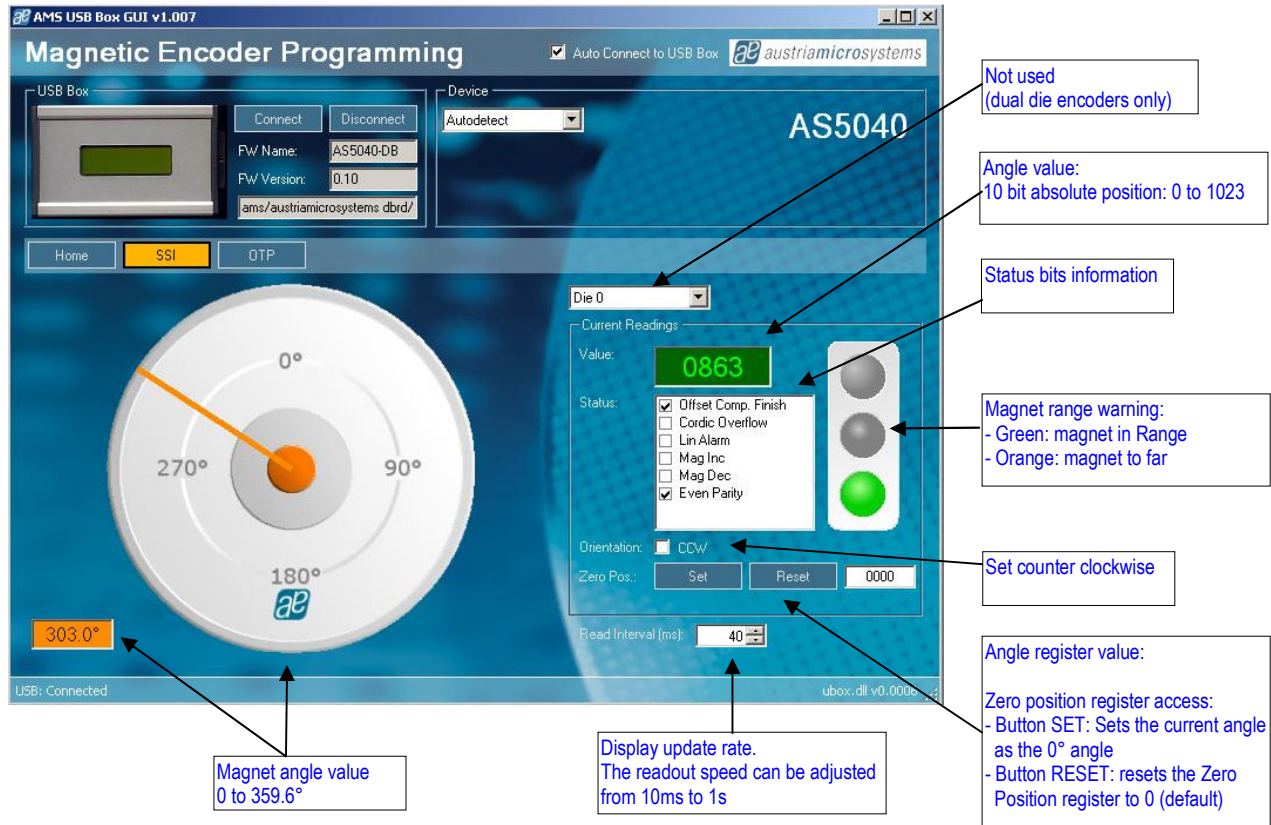 AMS USB Box GUI v1.007
Magnetic Encoder Programming
Auto Connect to USB Box
austriamicrosystems
USB Box
Connect
Disconnect
FW Name:
AS5040-DB
FW Version:
0.10
ams/austriamicrosystems dbrd/
Device
Autodetect
AS5040
Home
SSI
OTP
0°
90°
180°
270°
303.0°
Die 0
Current Readings
Value:
0863
Status:
Offset Comp. Finish
Cordic Overflow
Lin Alarm
Mag Inc
Mag Dec
Even Parity
Orientation:
CCW
Zero Pos.:
Set
Reset
0000
Read Interval (ms):
40
USB: Connected
ubox.dll v0.0006
Not used
(dual die encoders only)
Angle value:
10 bit absolute position: 0 to 1023
Status bits information
Magnet range warning:
- Green: magnet in Range
- Orange: magnet to far
Set counter clockwise
Angle register value:
Zero position register access:
- Button SET: Sets the current angle
as the 0° angle
- Button RESET: resets the Zero
Position register to 0 (default)
Magnet angle value
0 to 359.6°
Display update rate.
The readout speed can be adjusted
from 10ms to 1s